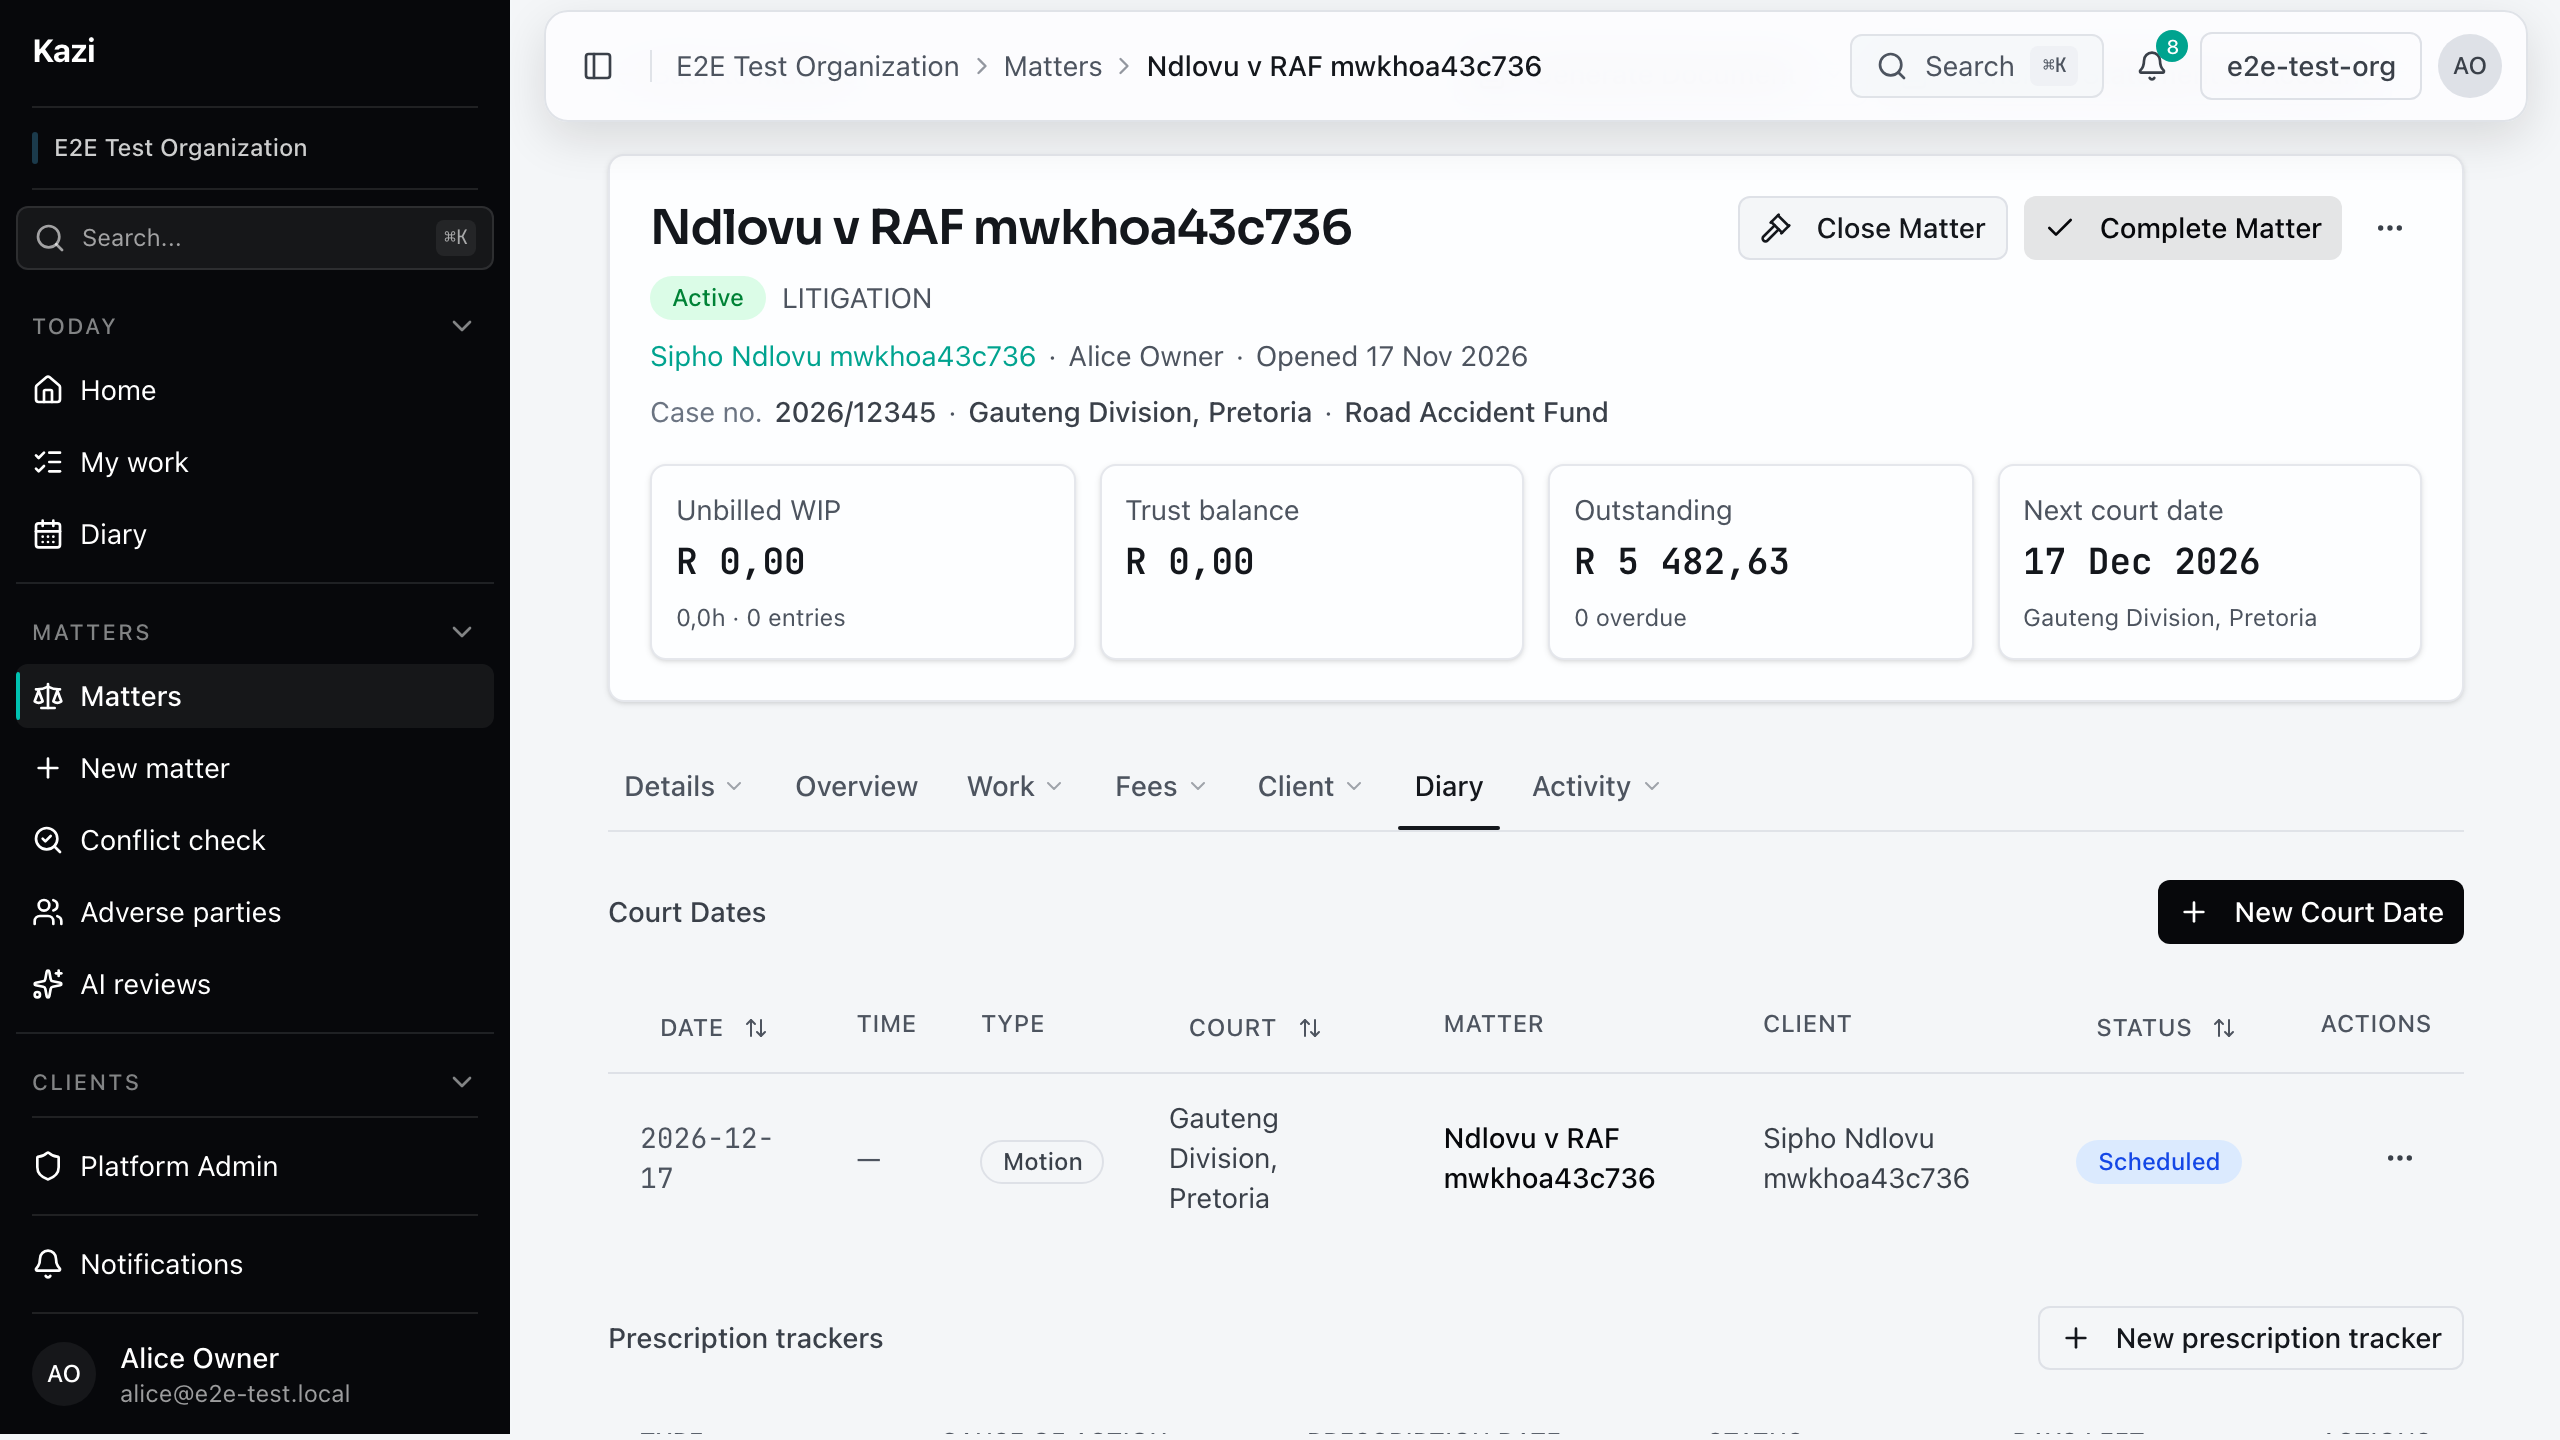 Kazi
E2E Test Organization
Search...
⌘K
TODAY
Home
My work
Diary
MATTERS
Matters
New matter
Conflict check
Adverse parties
AI reviews
CLIENTS
Platform Admin
Notifications
AO
Alice Owner
alice@e2e-test.local
E2E Test Organization > Matters > Ndlovu v RAF mwkhoa43c736
Search ⌘K
8
e2e-test-org
AO
Ndlovu v RAF mwkhoa43c736
Close Matter
Complete Matter
Active LITIGATION
Sipho Ndlovu mwkhoa43c736 · Alice Owner · Opened 17 Nov 2026
Case no. 2026/12345 · Gauteng Division, Pretoria · Road Accident Fund
Unbilled WIP
R 0,00
0,0h · 0 entries
Trust balance
R 0,00
Outstanding
R 5 482,63
0 overdue
Next court date
17 Dec 2026
Gauteng Division, Pretoria
Details Overview Work Fees Client Diary Activity
Court Dates
New Court Date
DATE TIME TYPE COURT MATTER CLIENT STATUS ACTIONS
2026-12-
17
—
Motion
Gauteng
Division,
Pretoria
Ndlovu v RAF
mwkhoa43c736
Sipho Ndlovu
mwkhoa43c736
Scheduled
Prescription trackers
New prescription tracker